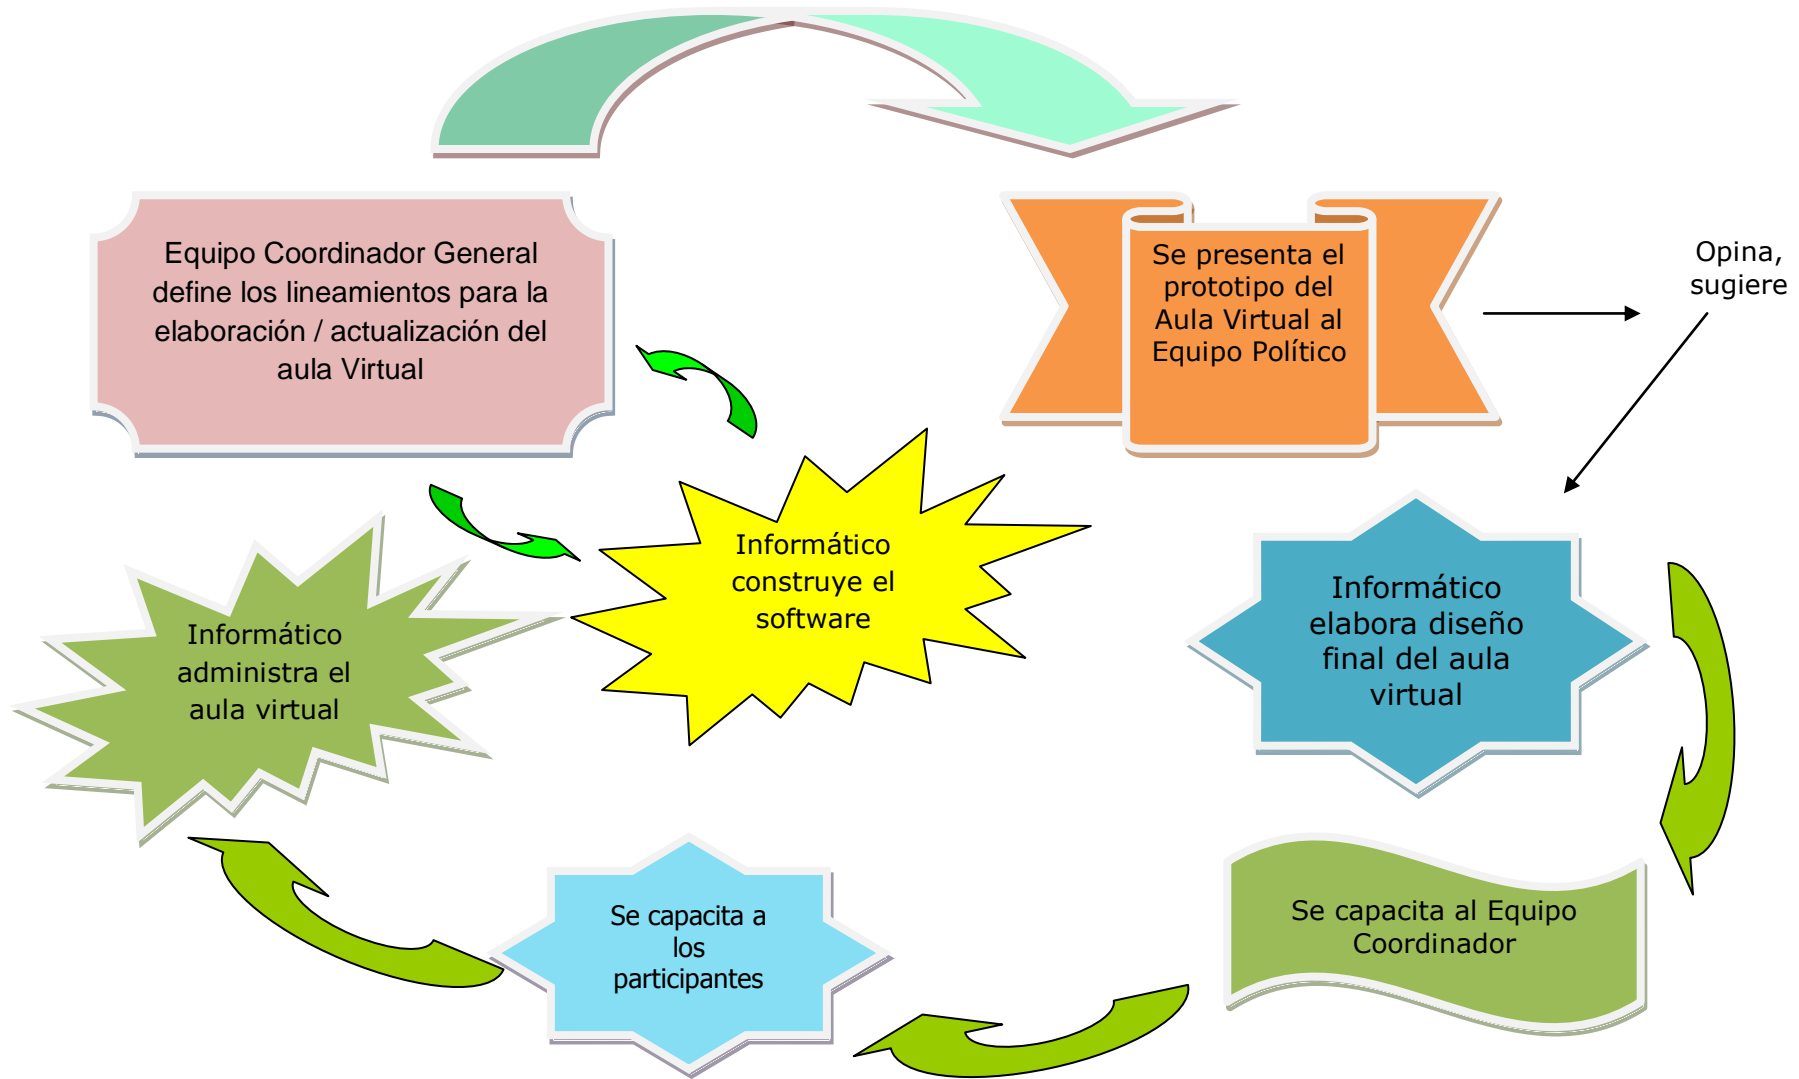 Equipo Coordinador General
define los lineamientos para la
elaboración / actualización del
aula Virtual
Se presenta el
prototipo del
Aula Virtual al
Equipo Político
Opina,
sugiere
Informático
construye el
software
Informático
elabora diseño
final del aula
virtual
Informático
administra el
aula virtual
Se capacita a
los
participantes
Se capacita al Equipo
Coordinador